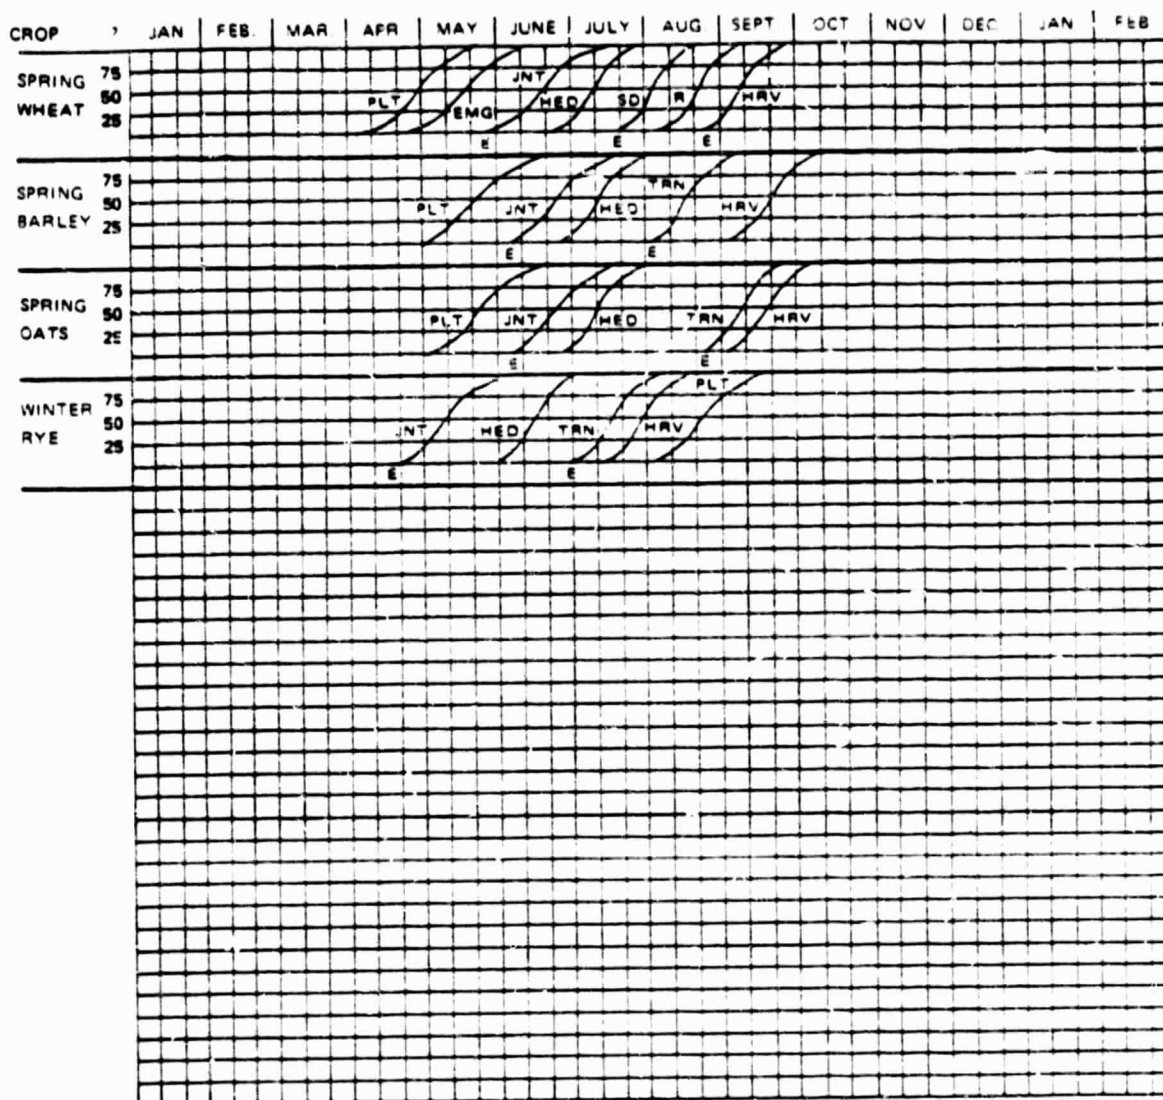 CROP JAN FEB. MAR APR MAY JUNE JULY AUG. SEPT OCT NOV DEC JAN FEB
SPRING WHEAT 75 50 25
PLT EMG JNT HED SD R HRV
E E E
SPRING BARLEY 75 50 25
PLT JNT HED TRN HRV
E E
SPRING OATS 75 50 25
PLT JNT HED TRN HRV
E E
WINTER RYE 75 50 25
JNT HED TRN HRV PLT
E E